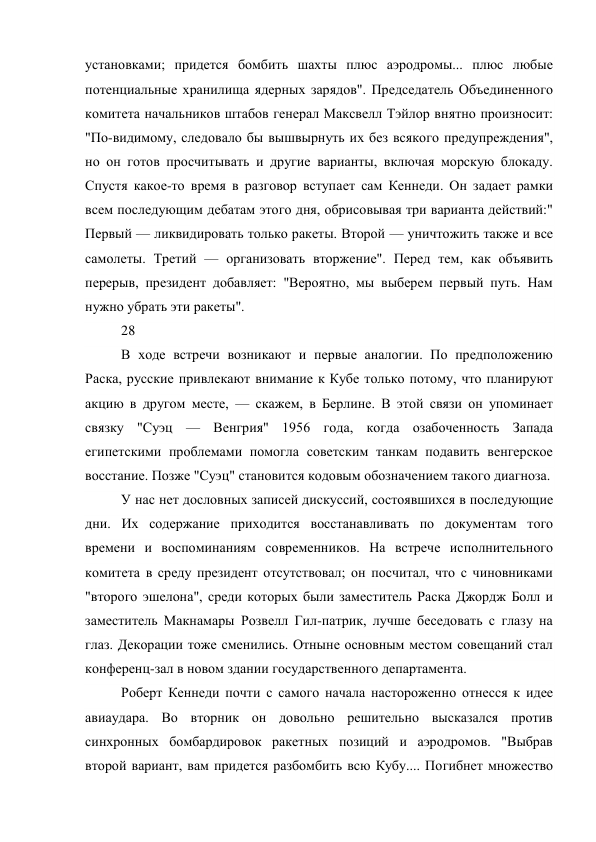 установками; придется бомбить шахты плюс аэродромы... плюс любые
потенциальные хранилища ядерных зарядов". Председатель Объединенного
комитета начальников штабов генерал Максвелл Тэйлор внятно произносит:
"По-видимому, следовало бы вышвырнуть их без всякого предупреждения",
но он готов просчитывать и другие варианты, включая морскую блокаду.
Спустя какое-то время в разговор вступает сам Кеннеди. Он задает рамки
всем последующим дебатам этого дня, обрисовывая три варианта действий:"
Первый — ликвидировать только ракеты. Второй — уничтожить также и все
самолеты. Третий — организовать вторжение". Перед тем, как объявить
перерыв, президент добавляет: "Вероятно, мы выберем первый путь. Нам
нужно убрать эти ракеты".
28
В ходе встречи возникают и первые аналогии. По предположению
Раска, русские привлекают внимание к Кубе только потому, что планируют
акцию в другом месте, — скажем, в Берлине. В этой связи он упоминает
связку "Суэц — Венгрия" 1956 года, когда озабоченность Запада
египетскими проблемами помогла советским танкам подавить венгерское
восстание. Позже "Суэц" становится кодовым обозначением такого диагноза.
У нас нет дословных записей дискуссий, состоявшихся в последующие
дни. Их содержание приходится восстанавливать по документам того
времени и воспоминаниям современников. На встрече исполнительного
комитета в среду президент отсутствовал; он посчитал, что с чиновниками
"второго эшелона", среди которых были заместитель Раска Джордж Болл и
заместитель Макнамары Розвелл Гил-патрик, лучше беседовать с глазу на
глаз. Декорации тоже сменились. Отныне основным местом совещаний стал
конференц-зал в новом здании государственного департамента.
Роберт Кеннеди почти с самого начала настороженно отнесся к идее
авиаудара. Во вторник он довольно решительно высказался против
синхронных бомбардировок ракетных позиций и аэродромов. "Выбрав
второй вариант, вам придется разбомбить всю Кубу.... Погибнет множество